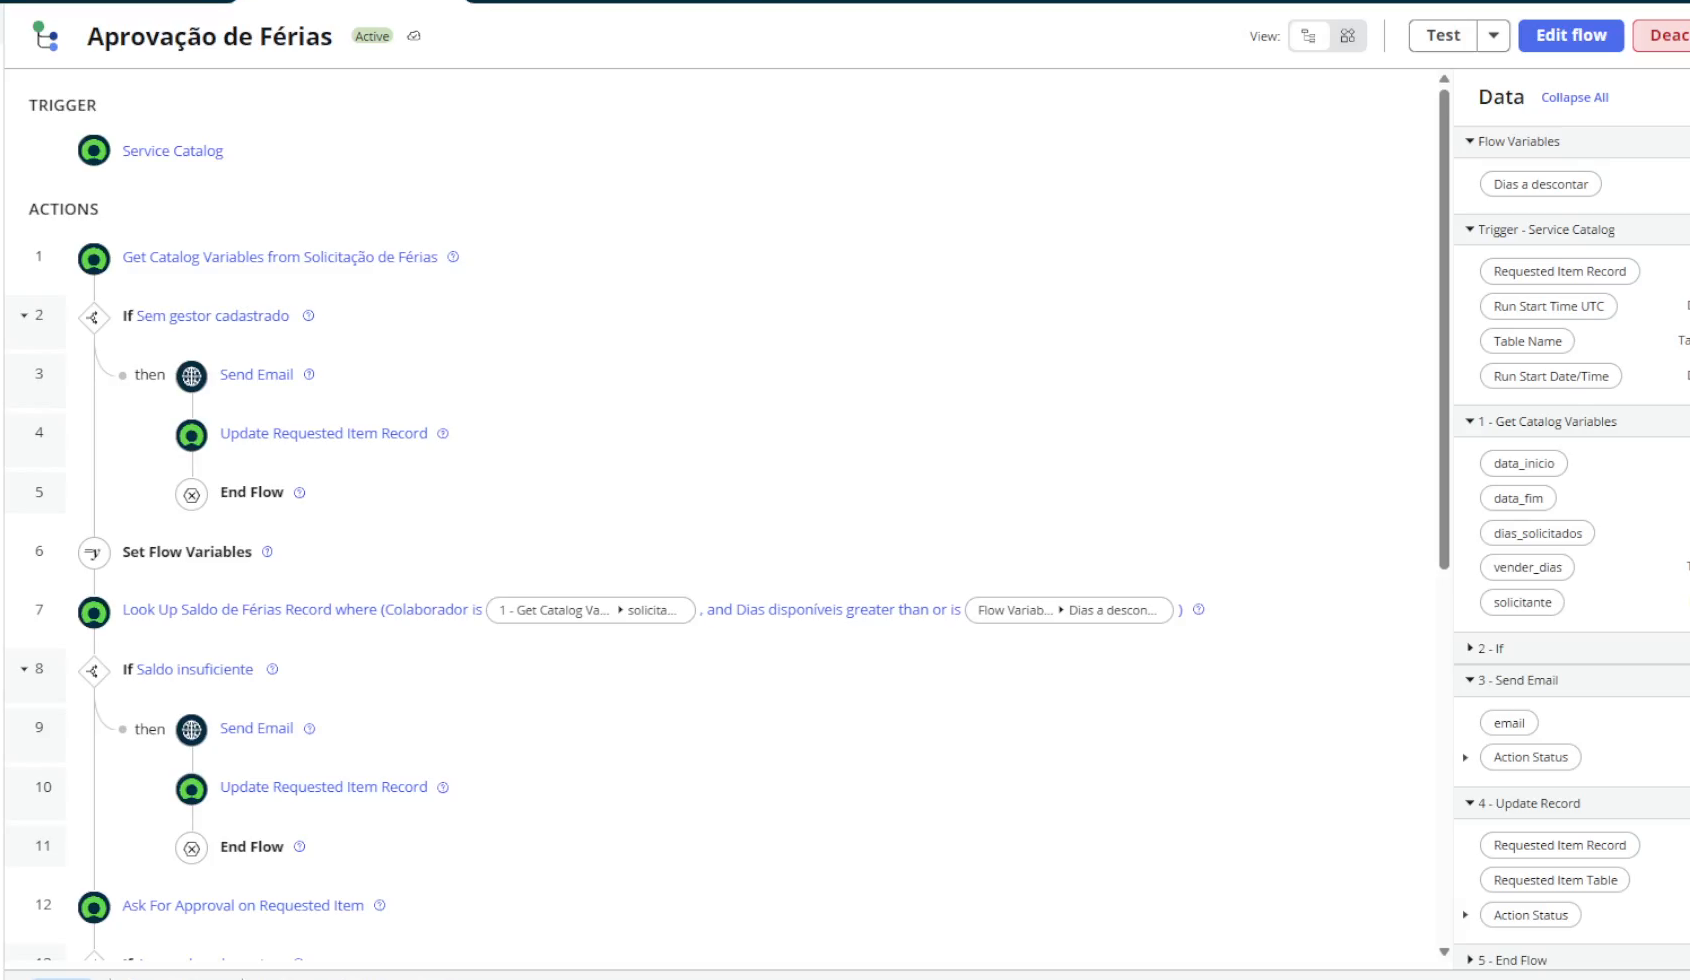 Aprovação de Férias Active View: Test Edit flow Deac
TRIGGER
Service Catalog
ACTIONS
1 Get Catalog Variables from Solicitação de Férias
2 If Sem gestor cadastrado
3 then Send Email
4 Update Requested Item Record
5 End Flow
6 Set Flow Variables
7 Look Up Saldo de Férias Record where (Colaborador is 1 - Get Catalog Va... solicita... , and Dias disponíveis greater than or is Flow Variab... Dias a descon... )
8 If Saldo insuficiente
9 then Send Email
10 Update Requested Item Record
11 End Flow
12 Ask For Approval on Requested Item
Data Collapse All
Flow Variables
Dias a descontar
Trigger - Service Catalog
Requested Item Record
Run Start Time UTC
Table Name Ta
Run Start Date/Time
1 - Get Catalog Variables
data_inicio
data_fim
dias_solicitados
vender_dias
solicitante
2 - If
3 - Send Email
email
Action Status
4 - Update Record
Requested Item Record
Requested Item Table
Action Status
5 - End Flow